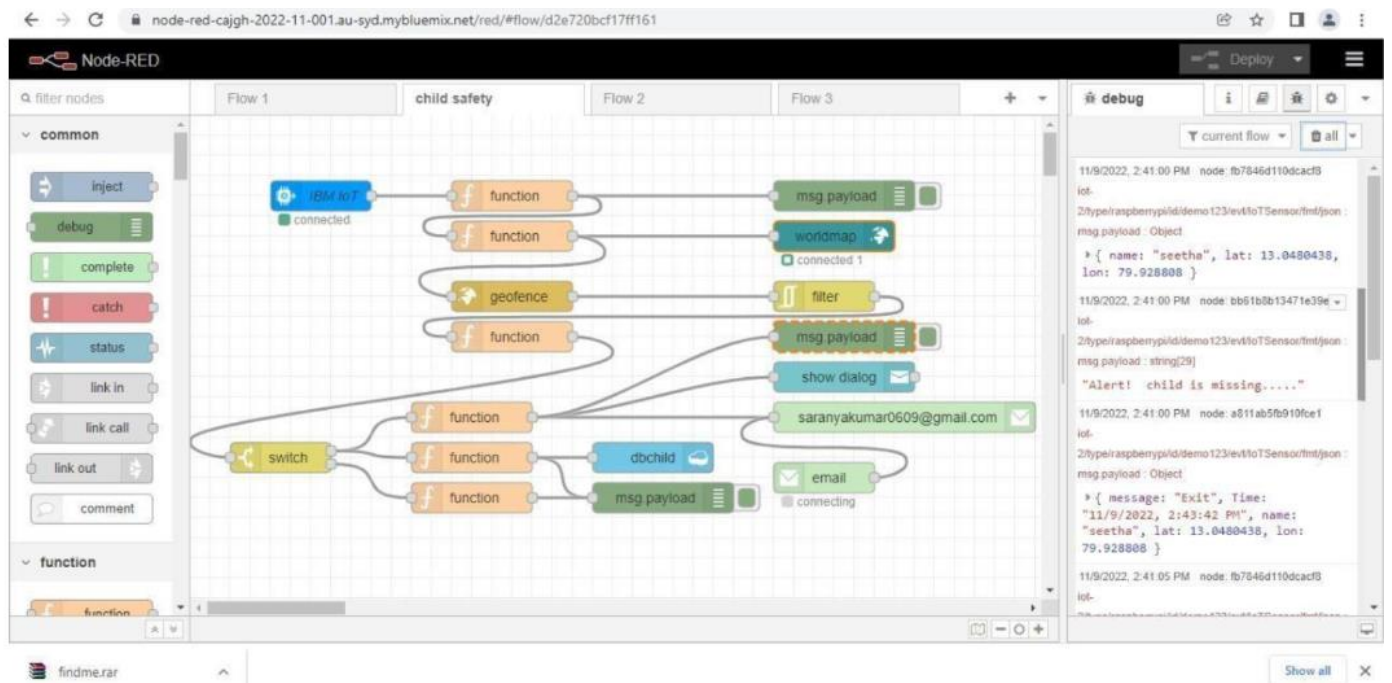 node-red-cajgh-2022-11-001.au-syd.mybluemix.net/red/#flow/d2e720bcf17ff161
Node-RED
Deploy
filter nodes
common
inject
debug
complete
catch
status
link in
link call
link out
comment
function
function
Flow 1
child safety
Flow 2
Flow 3
IBM IoT
connected
function
msg.payload
function
worldmap
connected 1
geofence
filter
function
msg.payload
show dialog
function
saranyakumar0609@gmail.com
switch
function
dbchild
email
connecting
function
msg.payload
debug
current flow
all
11/9/2022, 2:41:00 PM node: fb7846d110dcacf8
iot-
2/type/raspberrypi/id/demo123/evt/IoTSensor/fmt/json :
msg.payload : Object
{ name: "seetha", lat: 13.0480438,
lon: 79.928808 }
11/9/2022, 2:41:00 PM node: bb61b8b13471e39e
iot-
2/type/raspberrypi/id/demo123/evt/IoTSensor/fmt/json :
msg.payload : string[29]
"Alert! child is missing....."
11/9/2022, 2:41:00 PM node: a811ab5fb910fce1
iot-
2/type/raspberrypi/id/demo123/evt/IoTSensor/fmt/json :
msg.payload : Object
{ message: "Exit", Time:
"11/9/2022, 2:43:42 PM", name:
"seetha", lat: 13.0480438, lon:
79.928808 }
11/9/2022, 2:41:05 PM node: fb7846d110dcacf8
iot-
findme.rar
Show all